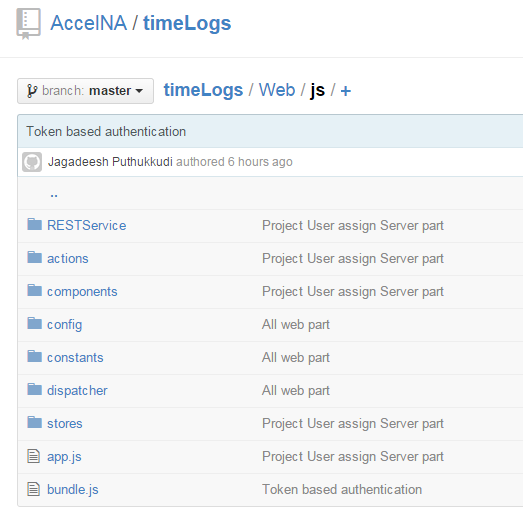 AccelNA / timeLogs
branch: master timeLogs / Web / js / +
Token based authentication
Jagadeesh Puthukkudi authored 6 hours ago
..
RESTService Project User assign Server part
actions Project User assign Server part
components Project User assign Server part
config All web part
constants All web part
dispatcher All web part
stores Project User assign Server part
app.js Project User assign Server part
bundle.js Token based authentication